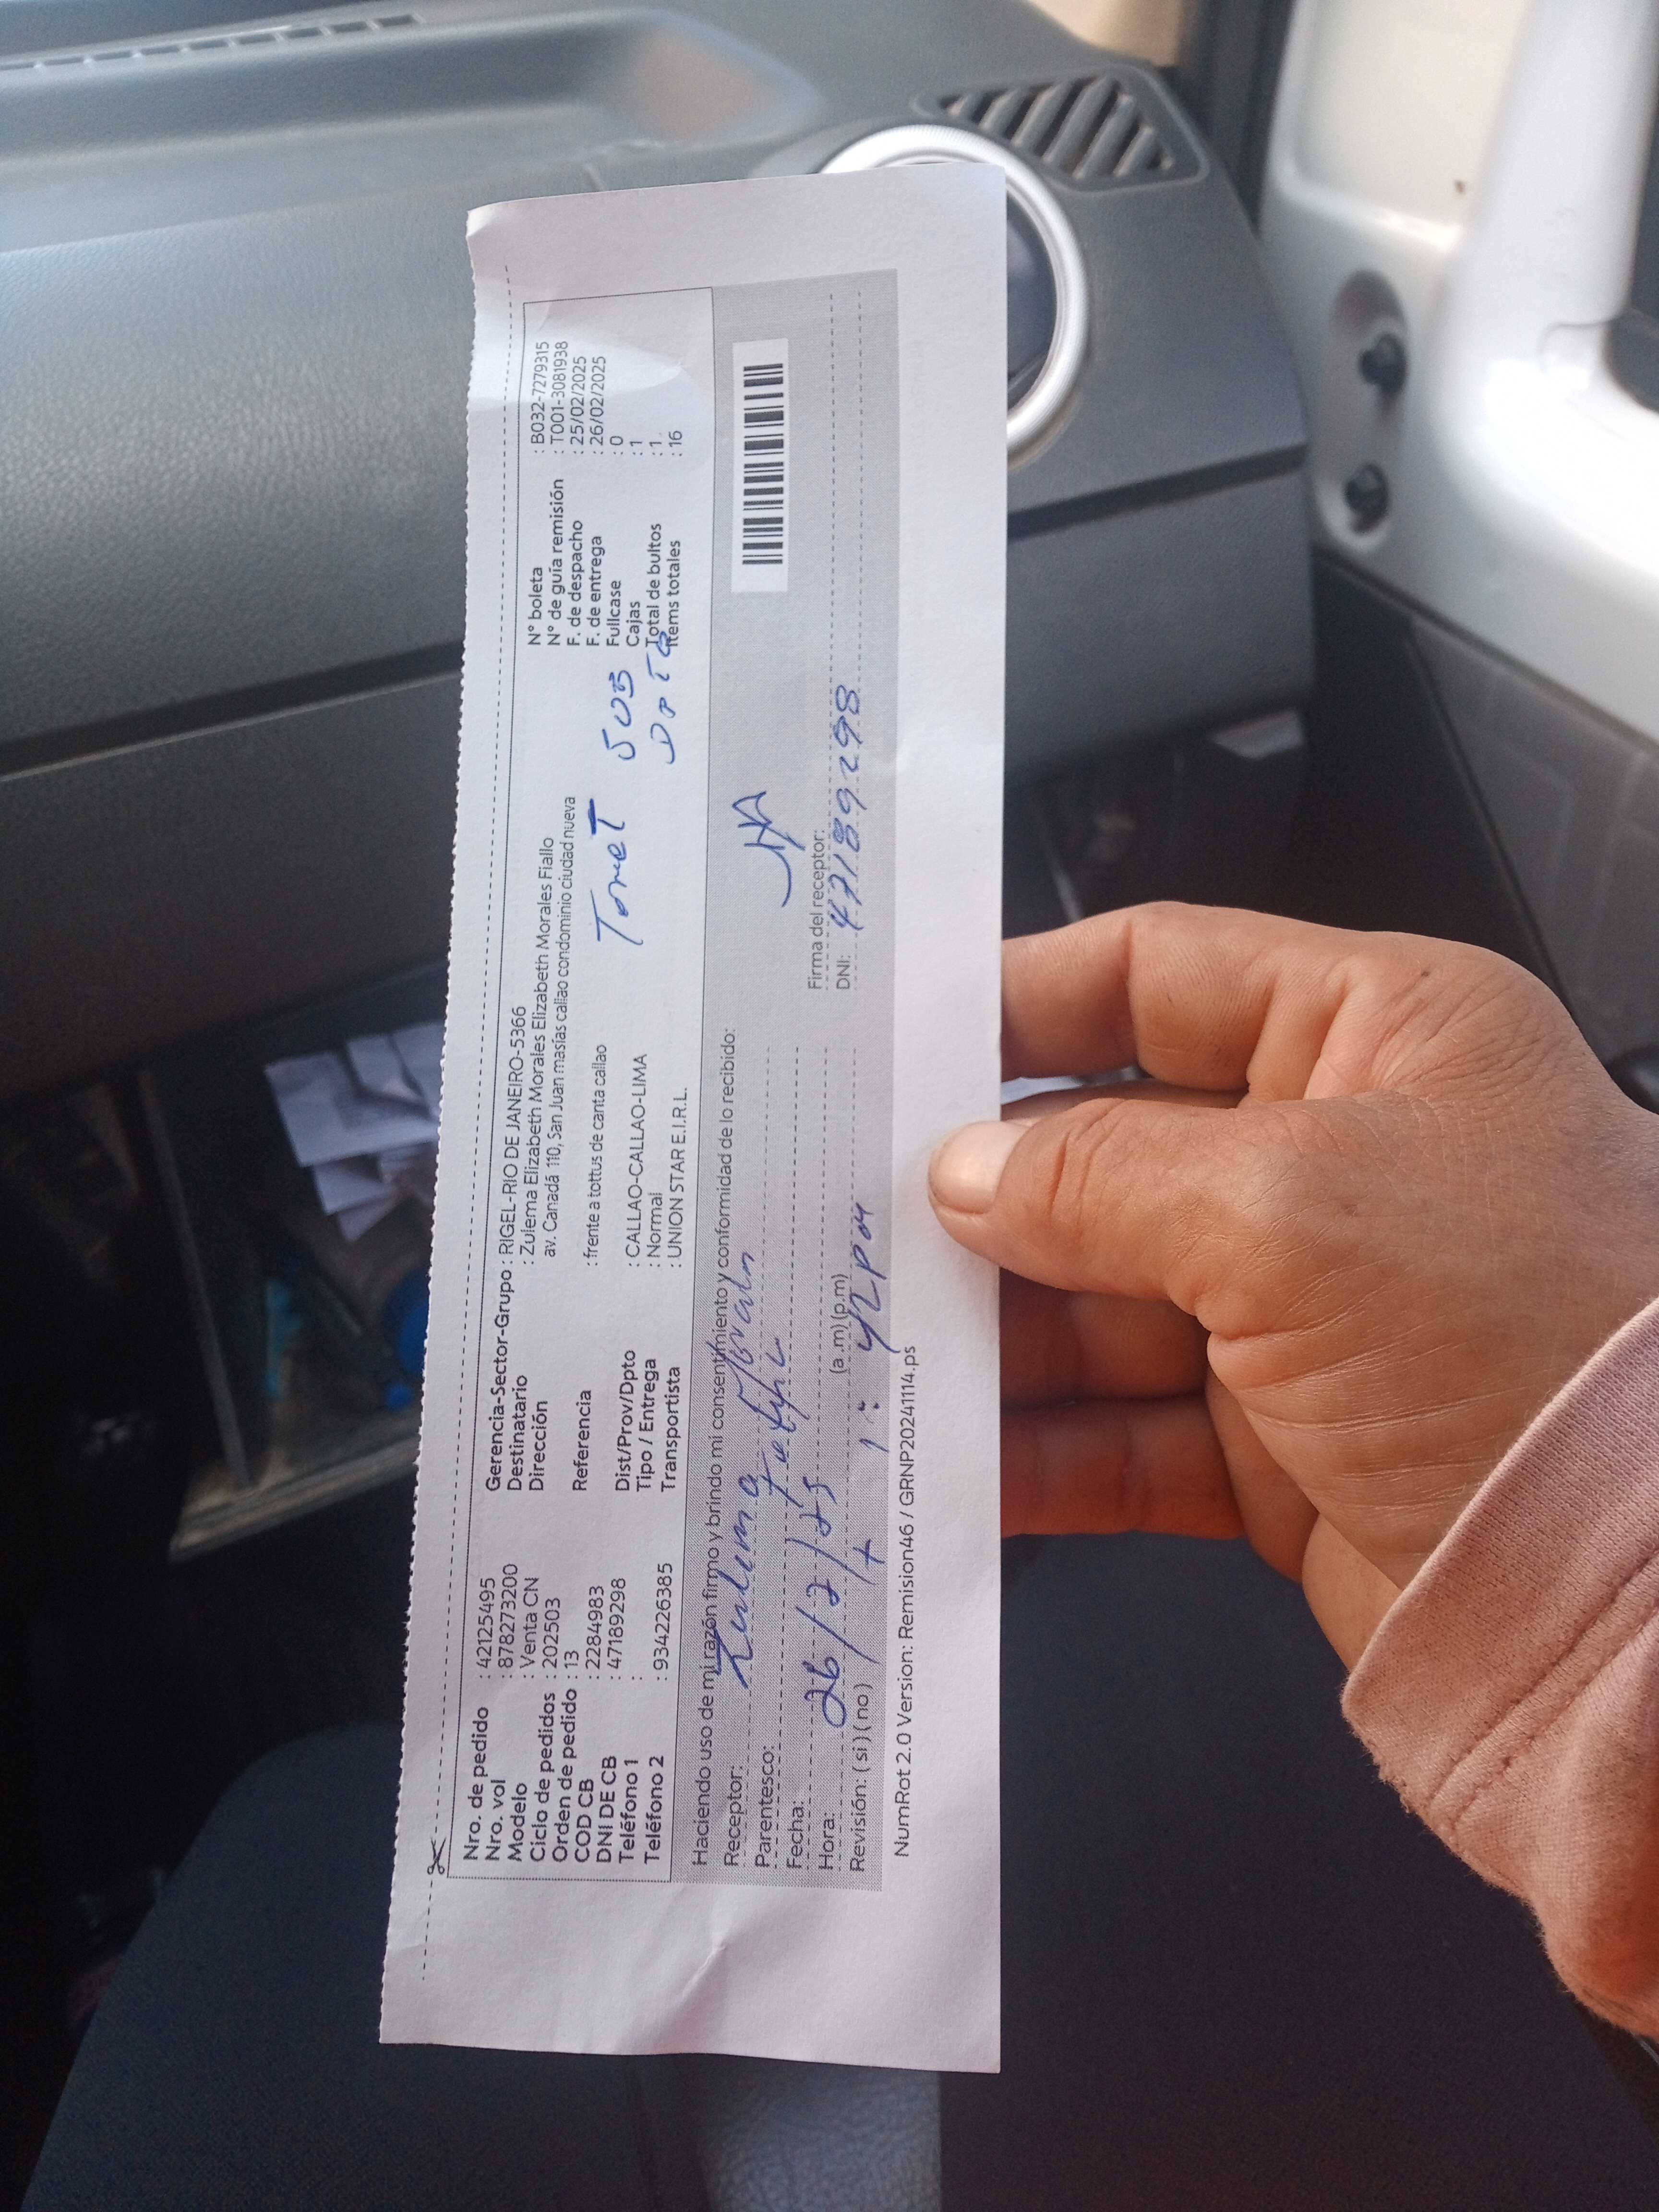 Nro. de pedido : 42125495
Nro. vol : 878273200
Modelo : Venta CN
Ciclo de pedidos : 202503
Orden de pedido : 13
COD CB : 2284983
DNI DE CB : 47189298
Teléfono 1 :
Teléfono 2 : 934226385
Gerencia-Sector-Grupo : RIGEL-RIO DE JANEIRO-5366
Destinatario : Zulema Elizabeth Morales Elizabeth Morales Fiallo
Dirección av. Canadá 110, San Juan masías callao condominio ciudad nueva
Referencia : frente a tottus de canta callao
Dist/Prov/Dpto : CALLAO-CALLAO-LIMA
Tipo / Entrega : Normal
Transportista : UNION STAR E.I.R.L.
N° boleta : B032-7279315
N° de guía remisión : T001-3081938
F. de despacho : 25/02/2025
F. de entrega : 26/02/2025
Fullcase : 0
Cajas : 1
Total de bultos : 1
Items totales : 16
Haciendo uso de mi razón firmo y brindo mi consentimiento y conformidad de lo recibido:
Receptor: Zulema
Parentesco:
Fecha: 26/2/25
Hora: (a.m) (p.m)
Revisión: ( si ) ( no )
Firma del receptor:
DNI: 47189298
NumRot 2.0 Version: Remision46 / GRNP20241114.ps